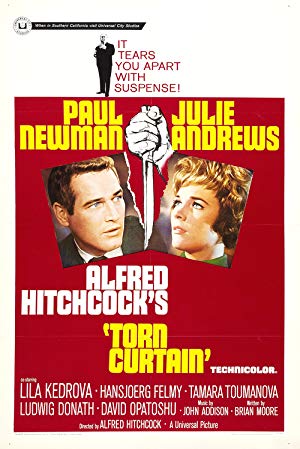 When in Southern California visit Universal City Studios
IT
TEARS
YOU APART
WITH
SUSPENSE!
PAUL NEWMAN
JULIE ANDREWS
ALFRED
HITCHCOCK'S
'TORN
CURTAIN'
TECHNICOLOR®
co-starring
LILA KEDROVA · HANSJOERG FELMY · TAMARA TOUMANOVA
LUDWIG DONATH · DAVID OPATOSHU · Music by JOHN ADDISON · Written by BRIAN MOORE
Directed by ALFRED HITCHCOCK · A Universal Picture